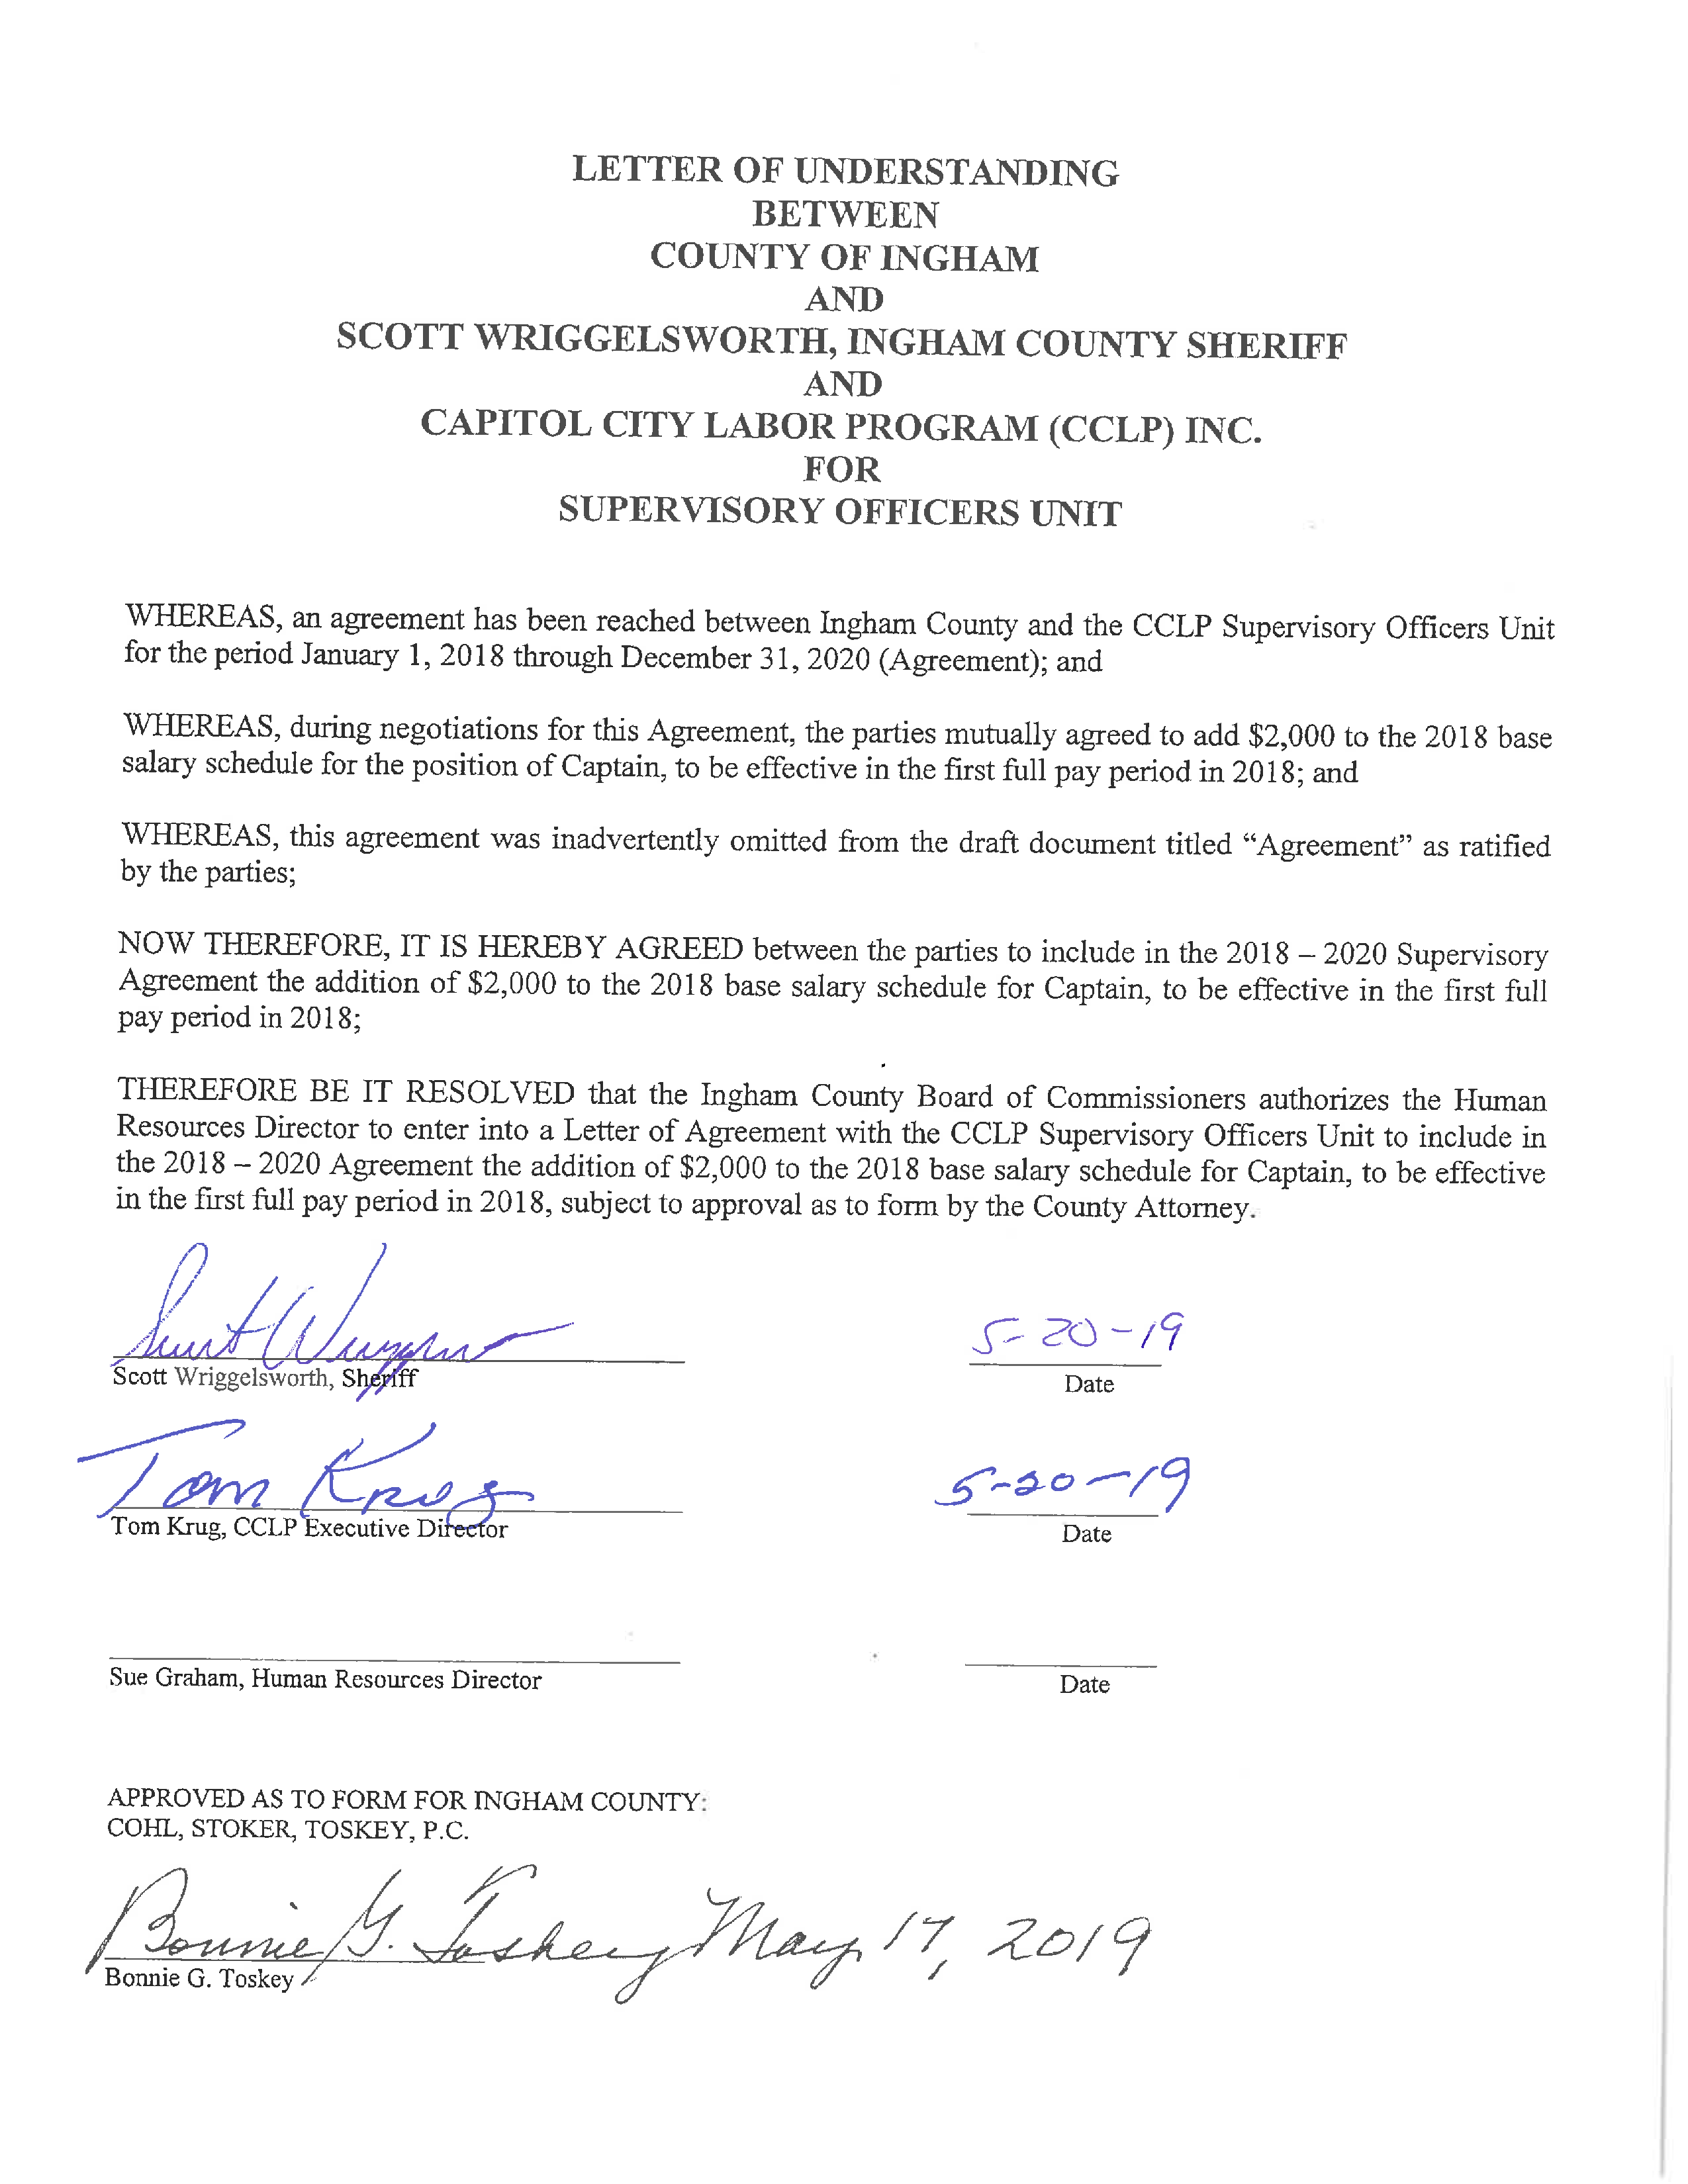 LETTER OF UNDERSTANDING
BETWEEN
COUNTY OF INGHAM
AND
SCOTT WRIGGELSWORTH, INGHAM COUNTY SHERIFF
AND
CAPITOL CITY LABOR PROGRAM (CCLP) INC.
FOR
SUPERVISORY OFFICERS UNIT
WHEREAS, an agreement has been reached between Ingham County and the CCLP Supervisory Officers Unit
for the period January 1, 2018 through December 31, 2020 (Agreement); and
WHEREAS, during negotiations for this Agreement, the parties mutually agreed to add $2,000 to the 2018 base
salary schedule for the position of Captain, to be effective in the first full pay period in 2018; and
WHEREAS, this agreement was inadvertently omitted from the draft document titled “Agreement” as ratified
by the parties;
NOW THEREFORE, IT IS HEREBY AGREED between the parties to include in the 2018 – 2020 Supervisory
Agreement the addition of $2,000 to the 2018 base salary schedule for Captain, to be effective in the first full
pay period in 2018;
THEREFORE BE IT RESOLVED that the Ingham County Board of Commissioners authorizes the Human
Resources Director to enter into a Letter of Agreement with the CCLP Supervisory Officers Unit to include in
the 2018 – 2020 Agreement the addition of $2,000 to the 2018 base salary schedule for Captain, to be effective
in the first full pay period in 2018, subject to approval as to form by the County Attorney.
5-20-19
Scott Wriggelsworth, Sheriff Date
Tom Krug 5-20-19
Tom Krug, CCLP Executive Director Date
Sue Graham, Human Resources Director Date
APPROVED AS TO FORM FOR INGHAM COUNTY:
COHL, STOKER, TOSKEY, P.C.
Bonnie G. Toskey May 17, 2019
Bonnie G. Toskey